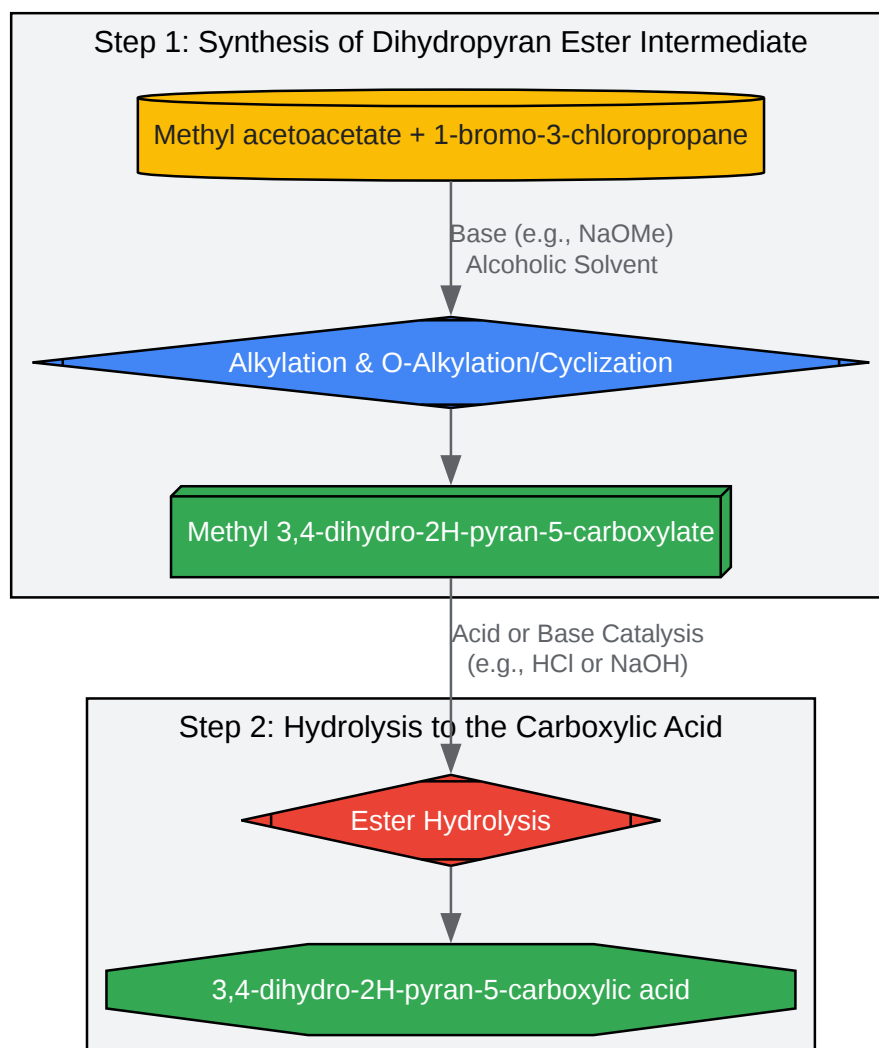 Step 1: Synthesis of Dihydropyran Ester Intermediate
Methyl acetoacetate + 1-bromo-3-chloropropane
Base (e.g., NaOMe)
Alcoholic Solvent
Alkylation & O-Alkylation/Cyclization
Methyl 3,4-dihydro-2H-pyran-5-carboxylate
Acid or Base Catalysis
(e.g., HCl or NaOH)
Step 2: Hydrolysis to the Carboxylic Acid
Ester Hydrolysis
3,4-dihydro-2H-pyran-5-carboxylic acid